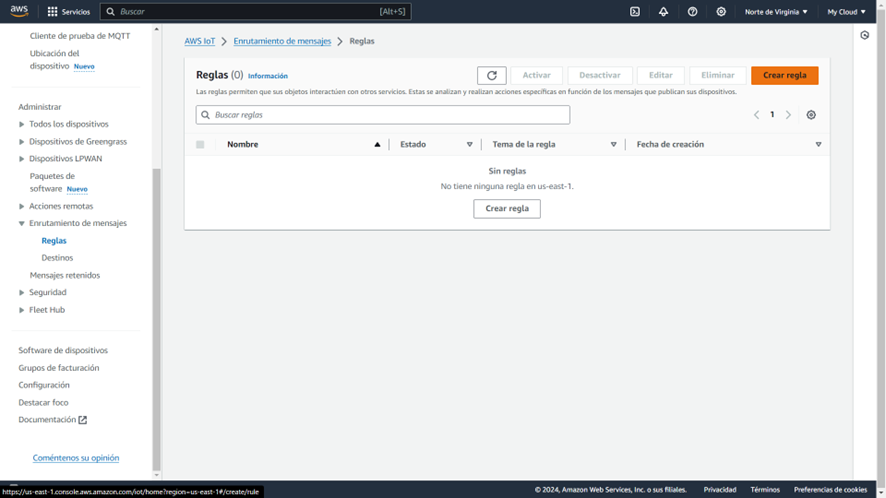 aws
Servicios
Buscar
[Alt+S]
Norte de Virginia
My Cloud
Cliente de prueba de MQTT
Ubicación del
dispositivo Nuevo
Administrar
Todos los dispositivos
Dispositivos de Greengrass
Dispositivos LPWAN
Paquetes de
software Nuevo
Acciones remotas
Enrutamiento de mensajes
Reglas
Destinos
Mensajes retenidos
Seguridad
Fleet Hub
Software de dispositivos
Grupos de facturación
Configuración
Destacar foco
Documentación
Coméntenos su opinión
AWS IoT > Enrutamiento de mensajes > Reglas
Reglas (0) Información
Activar
Desactivar
Editar
Eliminar
Crear regla
Las reglas permiten que sus objetos interactúen con otros servicios. Estas se analizan y realizan acciones específicas en función de los mensajes que publican sus dispositivos.
Buscar reglas
1
Nombre
Estado
Tema de la regla
Fecha de creación
Sin reglas
No tiene ninguna regla en us-east-1.
Crear regla
https://us-east-1.console.aws.amazon.com/iot/home?region=us-east-1#/create/rule
© 2024, Amazon Web Services, Inc. o sus filiales.
Privacidad
Términos
Preferencias de cookies